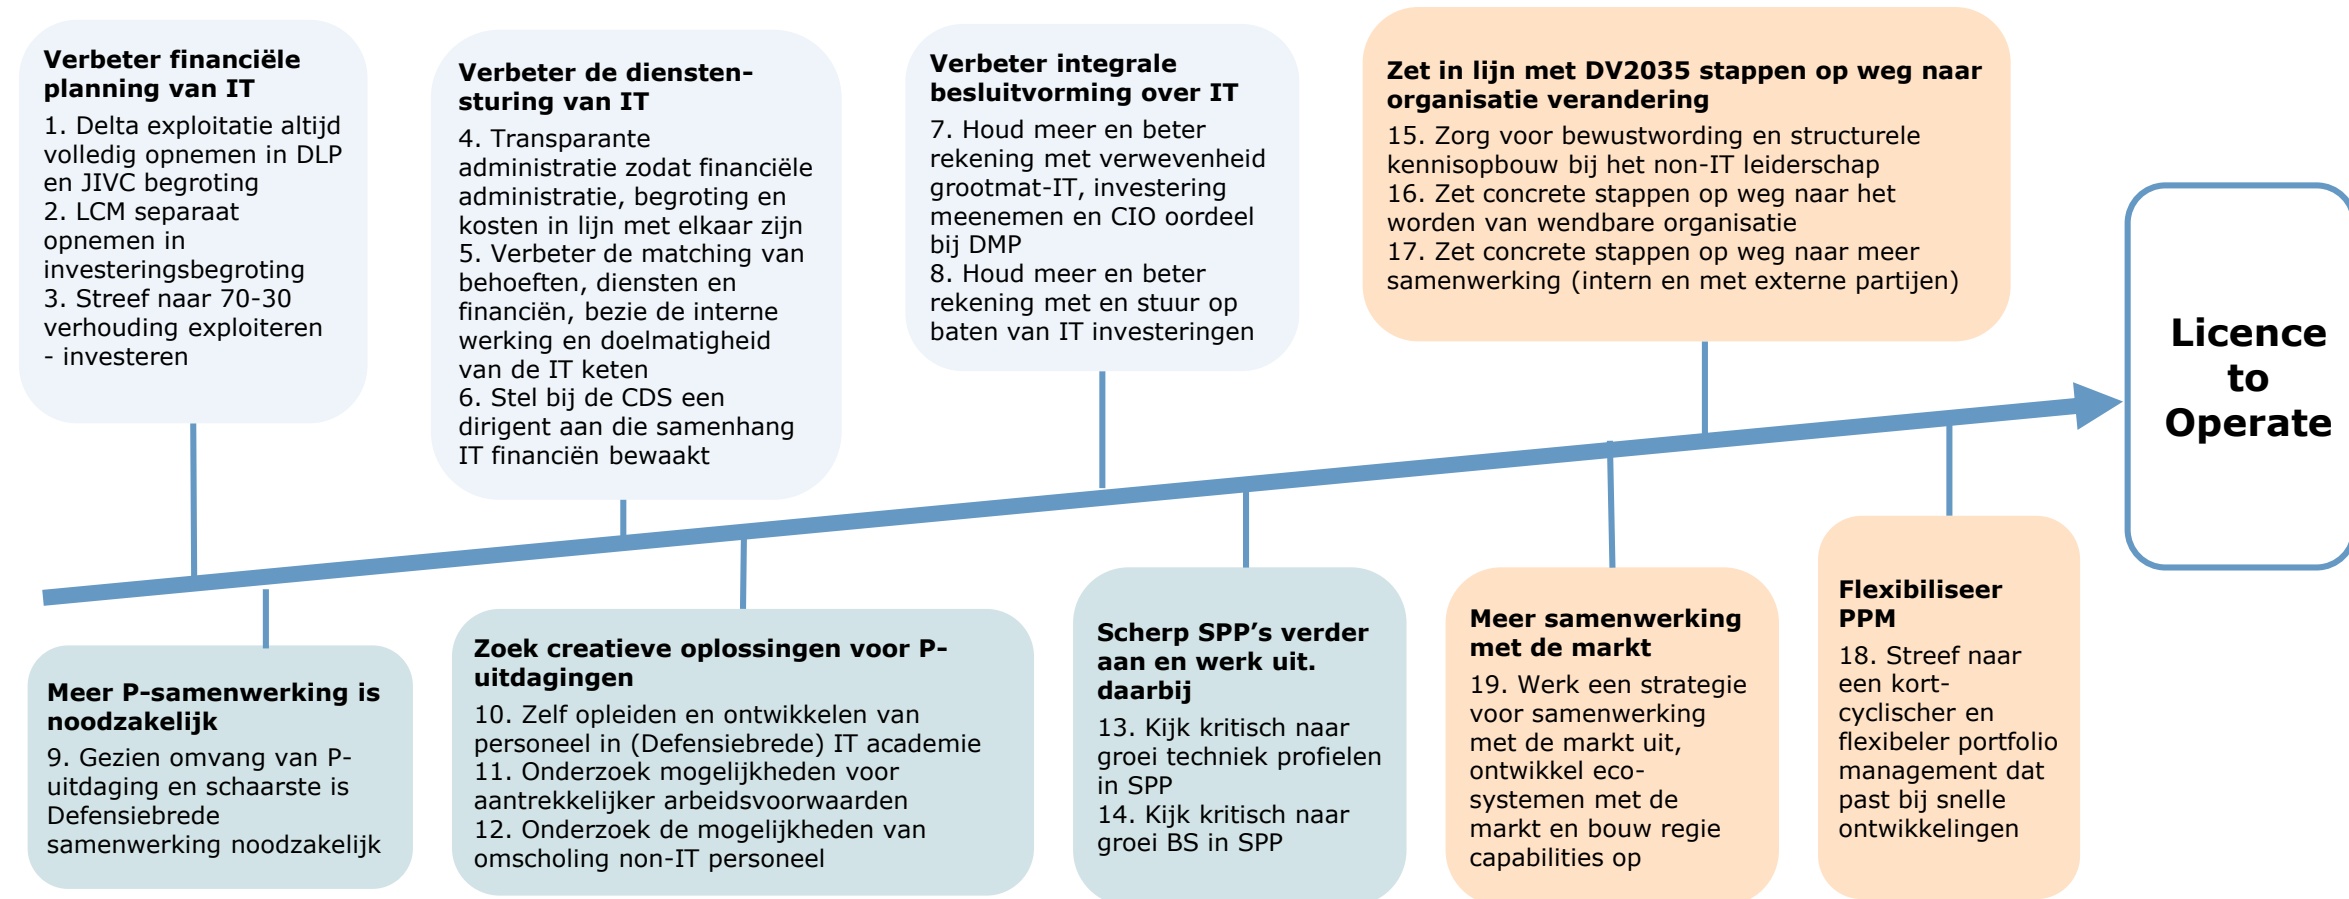 Verbeter financiële
planning van IT
1. Delta exploitatie altijd
volledig opnemen in DLP
en JIVC begroting
2. LCM separaat
opnemen in
investeringsbegroting
3. Streef naar 70-30
verhouding exploiteren
- investeren
Verbeter de diensten-
sturing van IT
4. Transparante
administratie zodat financiële
administratie, begroting en
kosten in lijn met elkaar zijn
5. Verbeter de matching van
behoeften, diensten en
financiën, bezie de interne
werking en doelmatigheid
van de IT keten
6. Stel bij de CDS een
dirigent aan die samenhang
IT financiën bewaakt
Verbeter integrale
besluitvorming over IT
7. Houd meer en beter
rekening met verwevenheid
grootmat-IT, investering
meenemen en CIO oordeel
bij DMP
8. Houd meer en beter
rekening met en stuur op
baten van IT investeringen
Zet in lijn met DV2035 stappen op weg naar
organisatie verandering
15. Zorg voor bewustwording en structurele
kennisopbouw bij het non-IT leiderschap
16. Zet concrete stappen op weg naar het
worden van wendbare organisatie
17. Zet concrete stappen op weg naar meer
samenwerking (intern en met externe partijen)
Licence
to
Operate
Meer P-samenwerking is
noodzakelijk
9. Gezien omvang van P-
uitdaging en schaarste is
Defensiebrede
samenwerking noodzakelijk
Zoek creatieve oplossingen voor P-
uitdagingen
10. Zelf opleiden en ontwikkelen van
personeel in (Defensiebrede) IT academie
11. Onderzoek mogelijkheden voor
aantrekkelijker arbeidsvoorwaarden
12. Onderzoek de mogelijkheden van
omscholing non-IT personeel
Scherp SPP's verder
aan en werk uit.
daarbij
13. Kijk kritisch naar
groei techniek profielen
in SPP
14. Kijk kritisch naar
groei BS in SPP
Meer samenwerking
met de markt
19. Werk een strategie
voor samenwerking
met de markt uit,
ontwikkel eco-
systemen met de
markt en bouw regie
capabilities op
Flexibiliseer
PPM
18. Streef naar
een kort-
cyclischer en
flexibeler portfolio
management dat
past bij snelle
ontwikkelingen